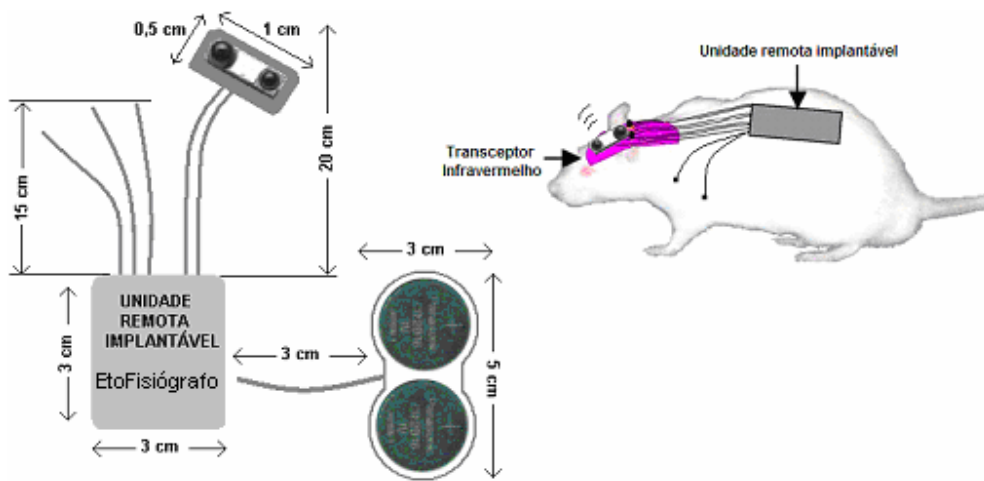 0,5 cm
1 cm
20 cm
15 cm
UNIDADE
REMOTA
IMPLANTÁVEL
EtoFisiógrafo
3 cm
3 cm
3 cm
3 cm
5 cm
Unidade remota implantável
Transceptor
Infravermelho